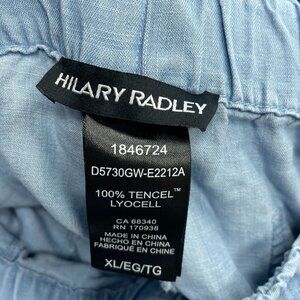 HILARY RADLEY
1846724
D5730GW-E2212A
100% TENCEL™
LYOCELL
CA 68340
RN 170938
MADE IN CHINA
HECHO EN CHINA
FABRIQUÉ EN CHINE
XL/EG/TG